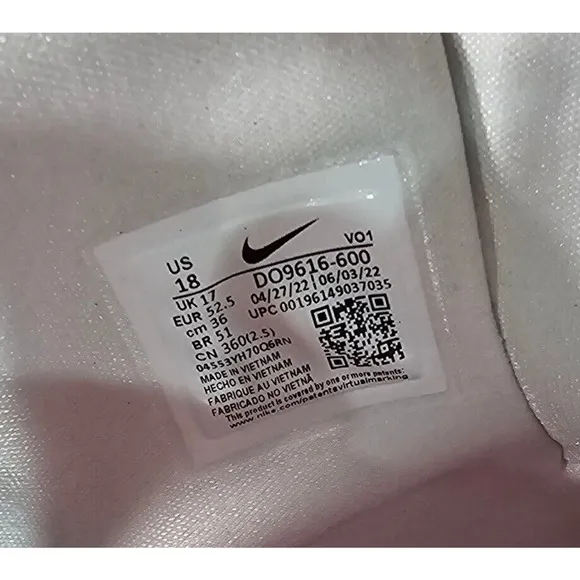 VO1
US
18
DO9616-600
UK 17
04/27/22 | 06/03/22
EUR 52.5
UPC 00196149037035
cm 36
BR 51
CN 360(2.5)
MADE IN VIETNAM
HECHO EN VIETNAM
FABRIQUE AU VIETNAM
FABRICADO NO VIETNÃ
This product is covered by one or more patents:
www.nike.com/patentsvirtualmarking